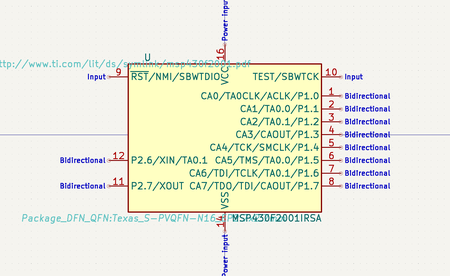 Power input
16
U
http://www.ti.com/lit/ds/symlink/msp430f2001.pdf
VCC
Input 9 RST/NMI/SBWTDIO TEST/SBWTCK 10 Input
CA0/TA0CLK/ACLK/P1.0 1 Bidirectional
CA1/TA0.0/P1.1 2 Bidirectional
CA2/TA0.1/P1.2 3 Bidirectional
CA3/CAOUT/P1.3 4 Bidirectional
CA4/TCK/SMCLK/P1.4 5 Bidirectional
Bidirectional 12 P2.6/XIN/TA0.1 CA5/TMS/TA0.0/P1.5 6 Bidirectional
CA6/TDI/TCLK/TA0.1/P1.6 7 Bidirectional
Bidirectional 11 P2.7/XOUT CA7/TDO/TDI/CAOUT/P1.7 8 Bidirectional
VSS
Package_DFN_QFN:Texas_S-PVQFN-N16
MSP430F2001IRSA
14
Power input